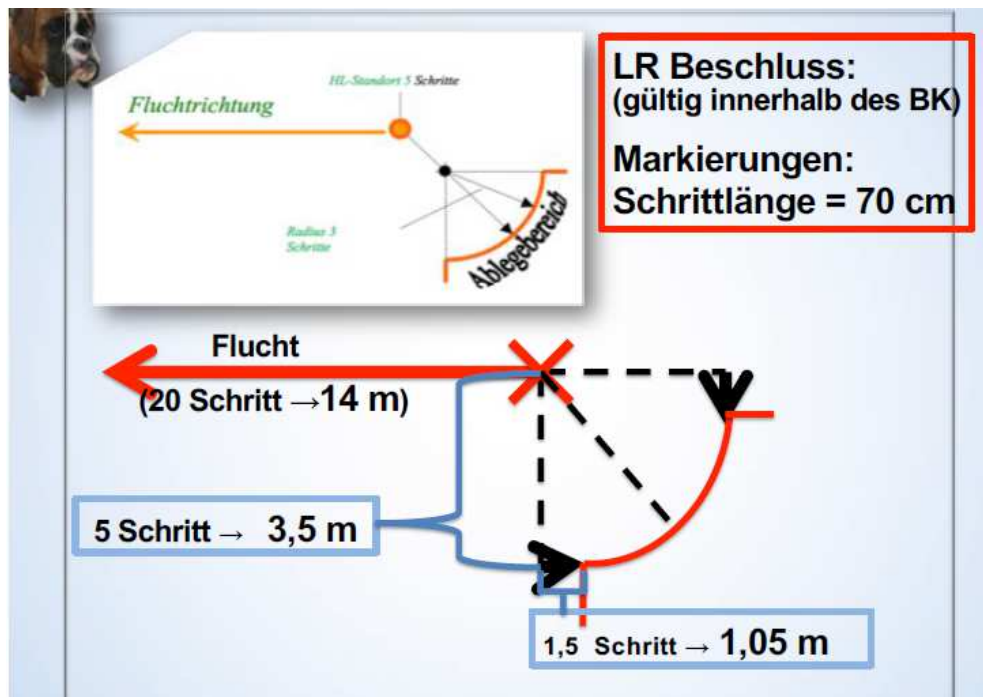 HL-Standort 5 Schritte
Fluchtrichtung
Radius 3
Schritte
Ablegebereich
LR Beschluss:
(gültig innerhalb des BK)
Markierungen:
Schrittlänge = 70 cm
Flucht
(20 Schritt →14 m)
5 Schritt → 3,5 m
1,5 Schritt → 1,05 m